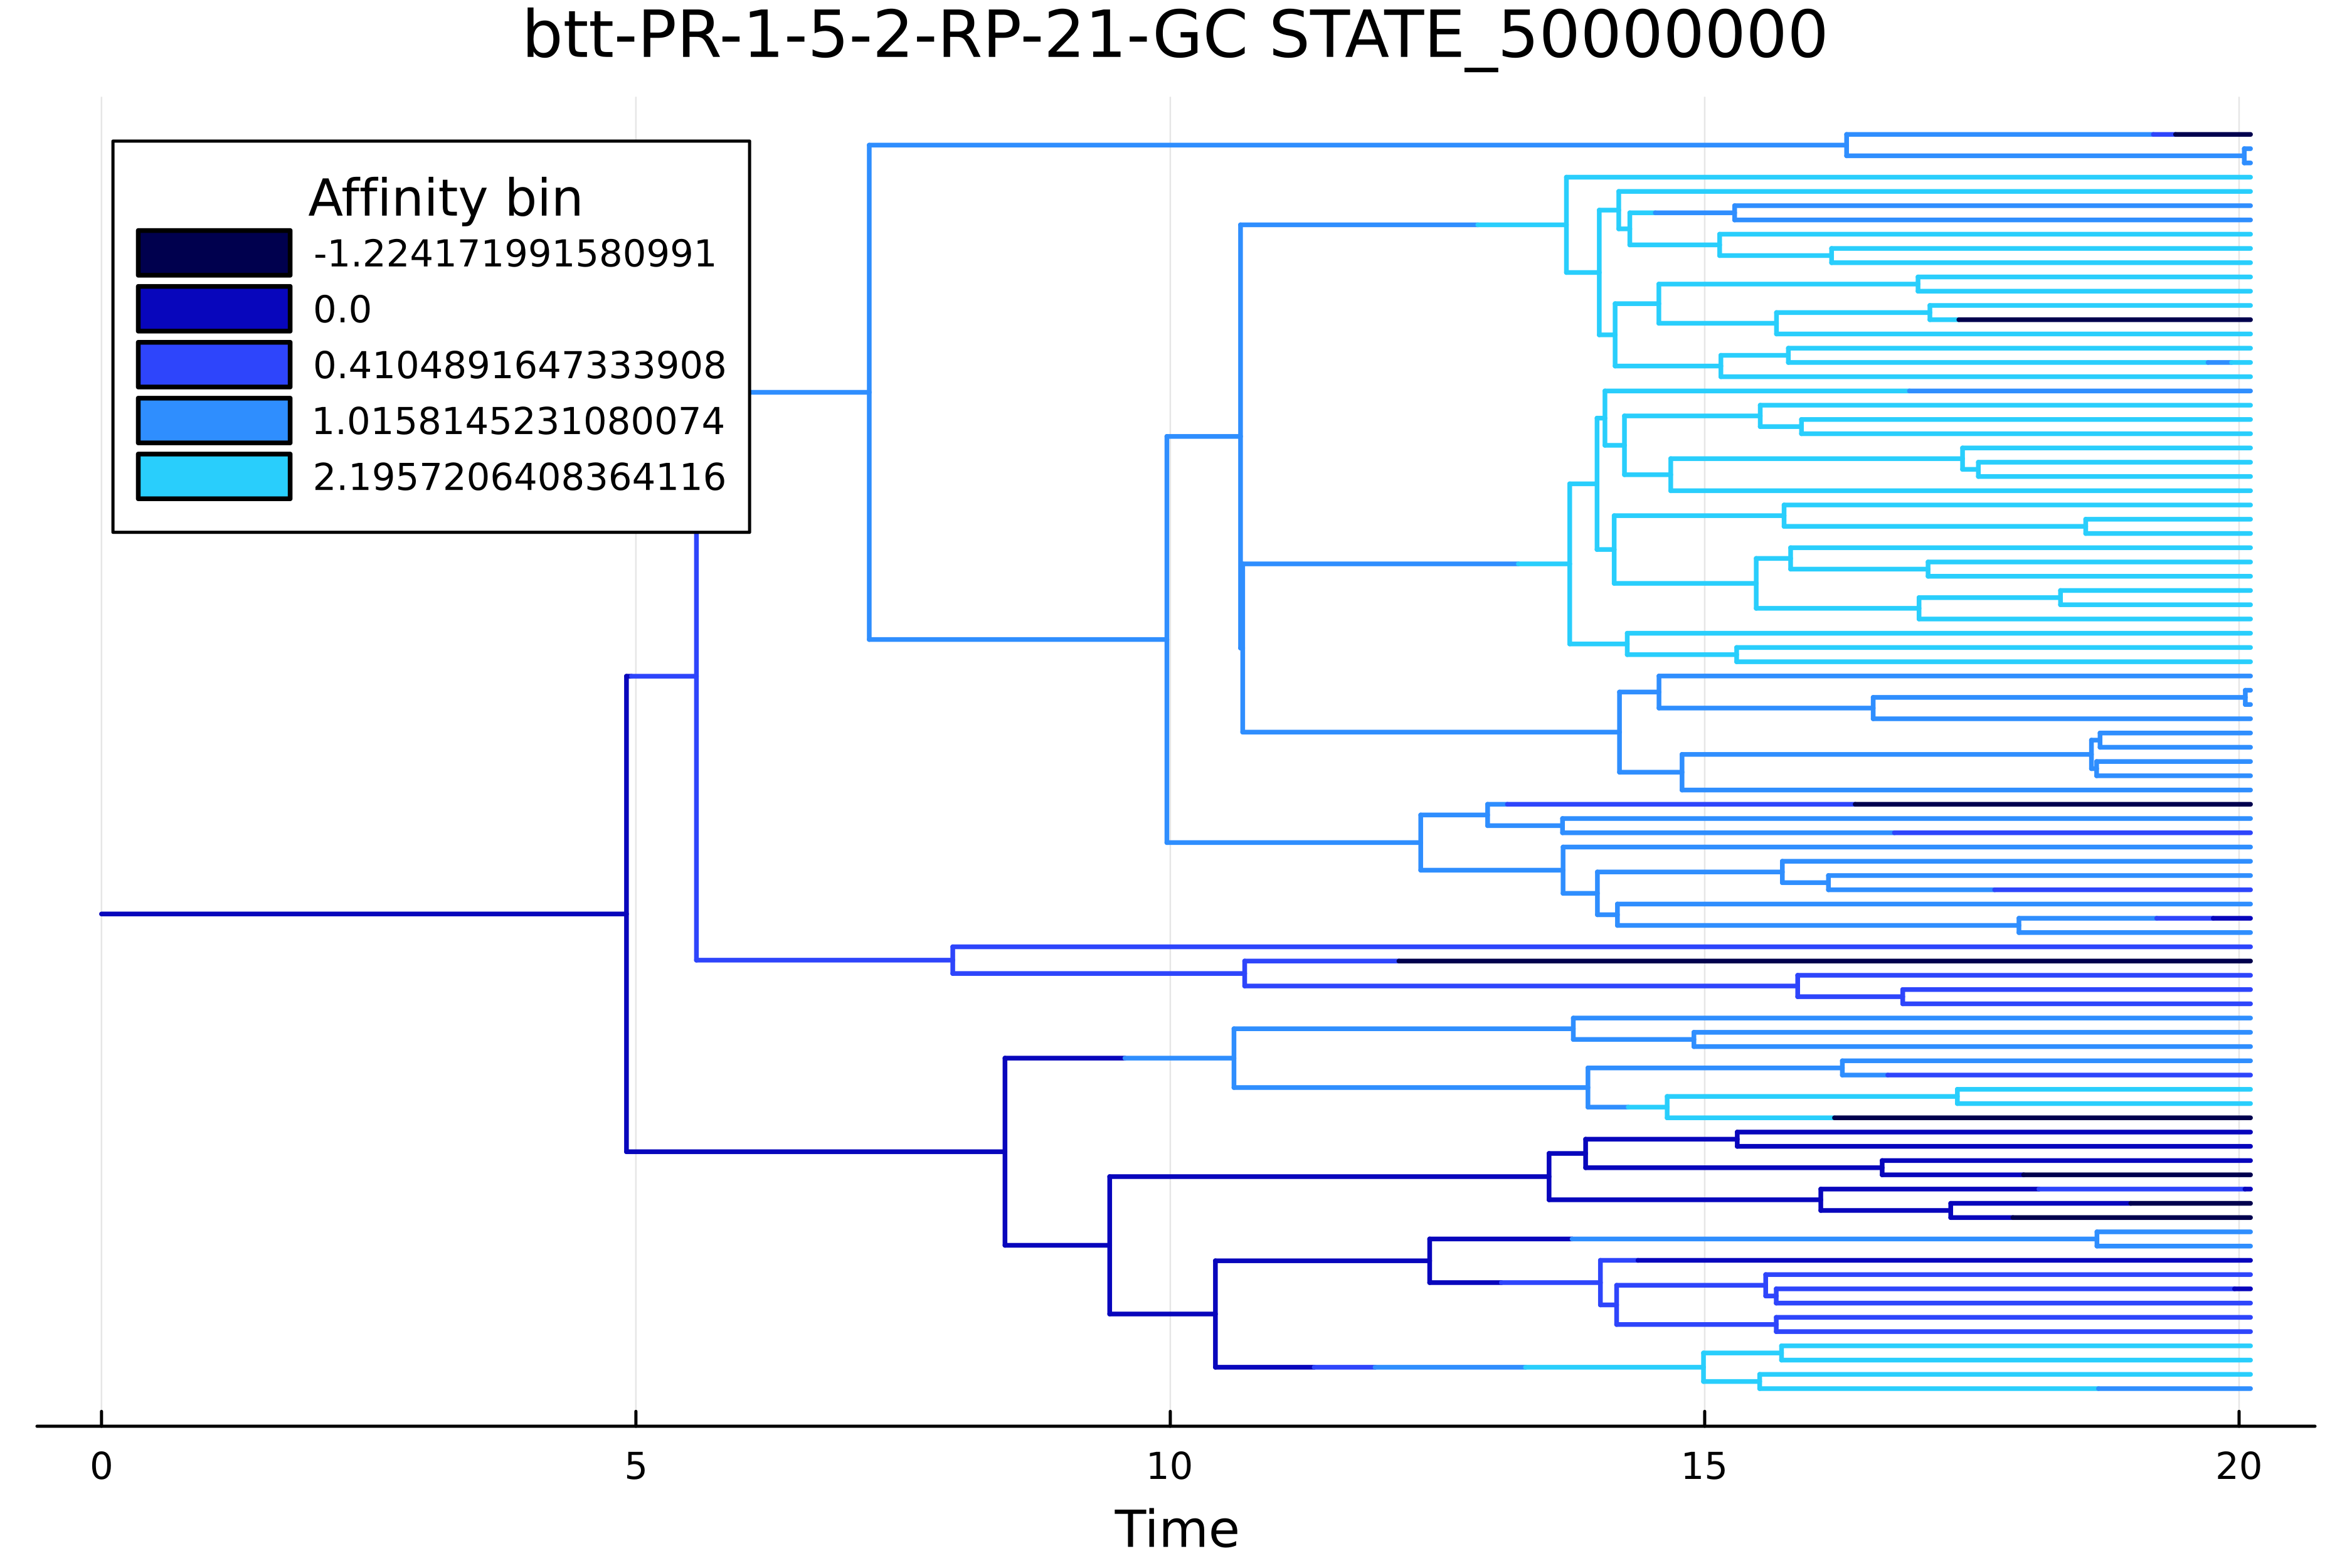 btt-PR-1-5-2-RP-21-GC STATE_50000000
Affinity bin
-1.224171991580991
0.0
0.4104891647333908
1.0158145231080074
2.1957206408364116
0 5 10 15 20
Time